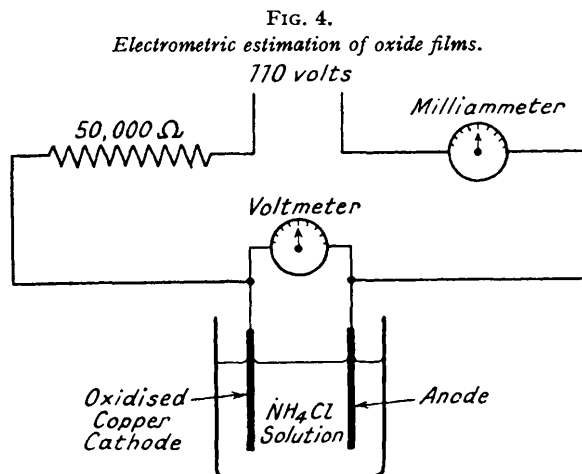 FIG. 4.
Electrometric estimation of oxide films.
110 volts
50,000 Ω
Milliammeter
Voltmeter
Oxidised
Copper
Cathode
NH₄Cl
Solution
Anode